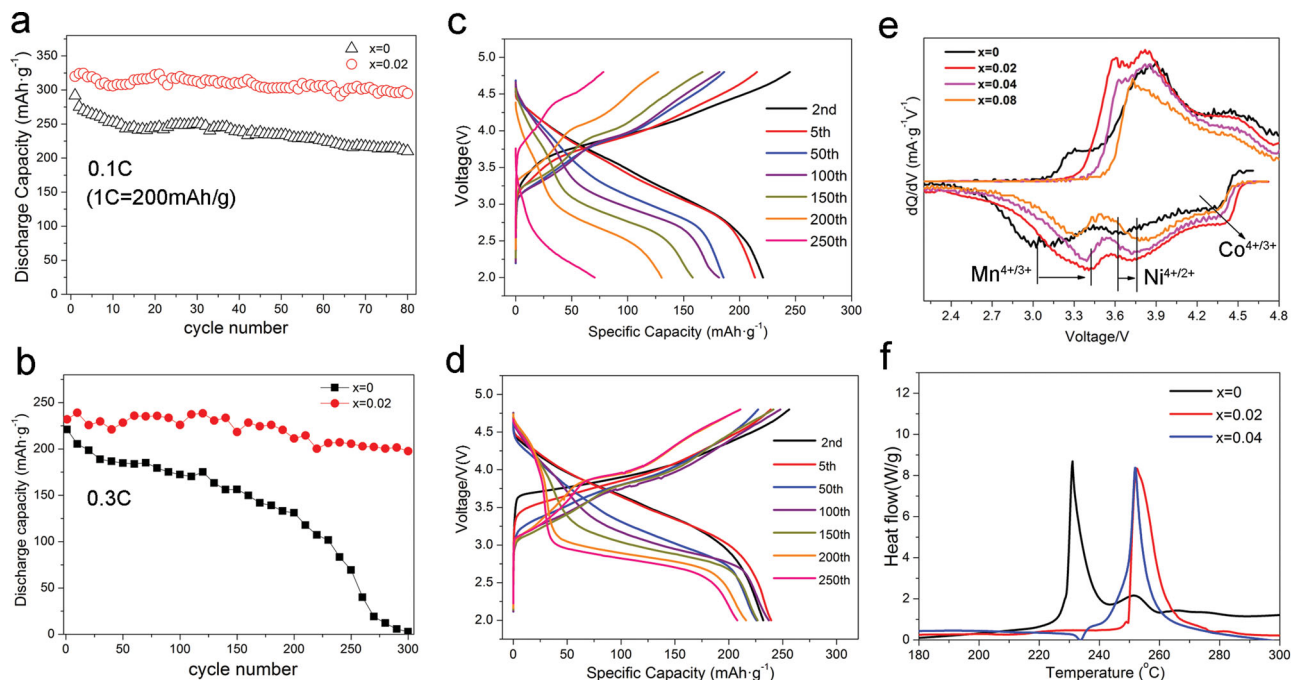 a
350
325
300
250
200
150
100
50
0
0 10 20 30 40 50 60 70 80
Discharge Capacity (mAh·g⁻¹)
cycle number
x=0
x=0.02
0.1C
(1C=200mAh/g)
b
250
200
150
100
50
0
0 50 100 150 200 250 300
Discharge capacity (mAh·g⁻¹)
cycle number
x=0
x=0.02
0.3C
c
5.0
4.5
4.0
3.5
3.0
2.5
2.0
0 50 100 150 200 250 300
Voltage/(V)
Specific Capacity (mAh·g⁻¹)
2nd
5th
50th
100th
150th
200th
250th
d
5.0
4.5
4.0
3.5
3.0
2.5
2.0
0 50 100 150 200 250 300
Voltage/V(V)
Specific Capacity (mAh·g⁻¹)
2nd
5th
50th
100th
150th
200th
250th
e
x=0
x=0.02
x=0.04
x=0.08
dQ/dV (mA·g⁻¹V⁻¹)
Mn⁴⁺/³⁺
Ni⁴⁺/²⁺
Co⁴⁺/³⁺
2.4 3.0 3.6 3.9 4.5 4.8
Voltage/V
f
12
10
8
6
4
2
0
180 200 220 240 260 280 300
Heat flow(W/g)
Temperature (°C)
x=0
x=0.02
x=0.04